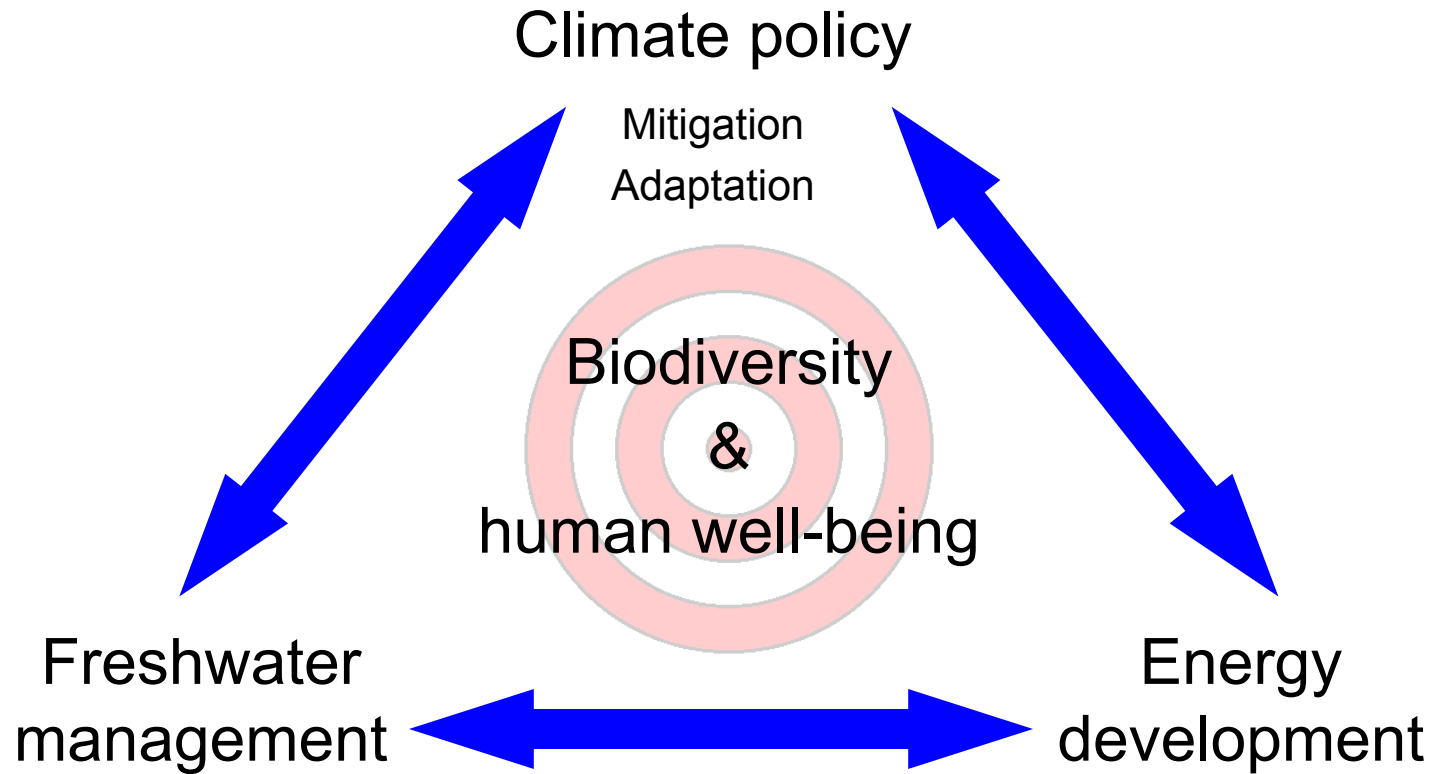 Climate policy
Mitigation
Adaptation
Biodiversity
&
human well-being
Freshwater
management
Energy
development